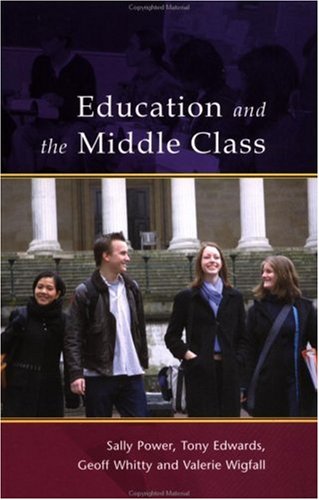 Education and
the Middle Class
Sally Power, Tony Edwards,
Geoff Whitty and Valerie Wigfall